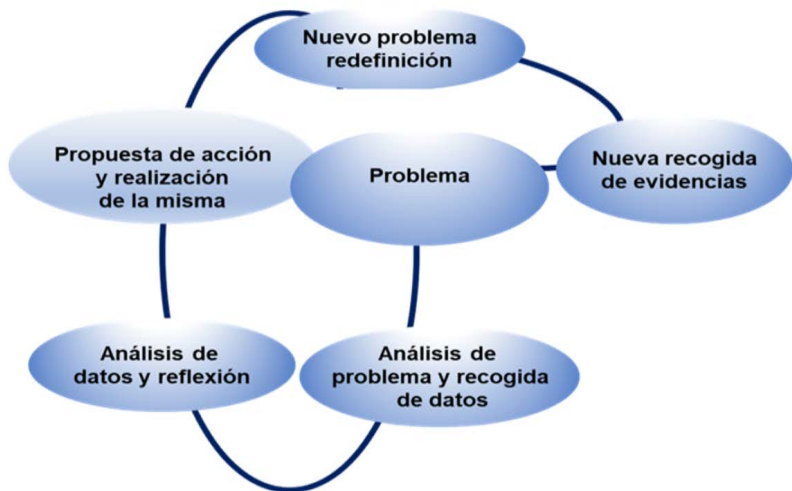 Nuevo problema
redefinición
Propuesta de acción
y realización
de la misma
Problema
Nueva recogida
de evidencias
Análisis de
datos y reflexión
Análisis de
problema y recogida
de datos